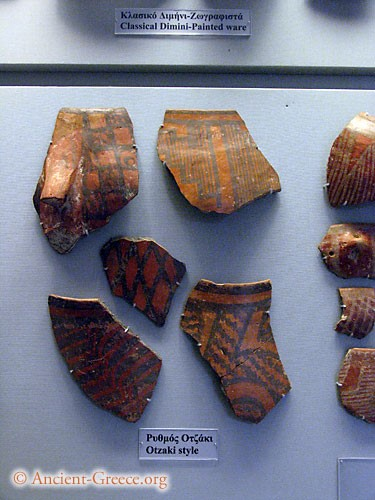 Κλασικό Διμήνι-Ζωγραφιστά
Classical Dimini-Painted ware
Ρυθμός Οτζάκι
Otzaki style
© Ancient-Greece.org